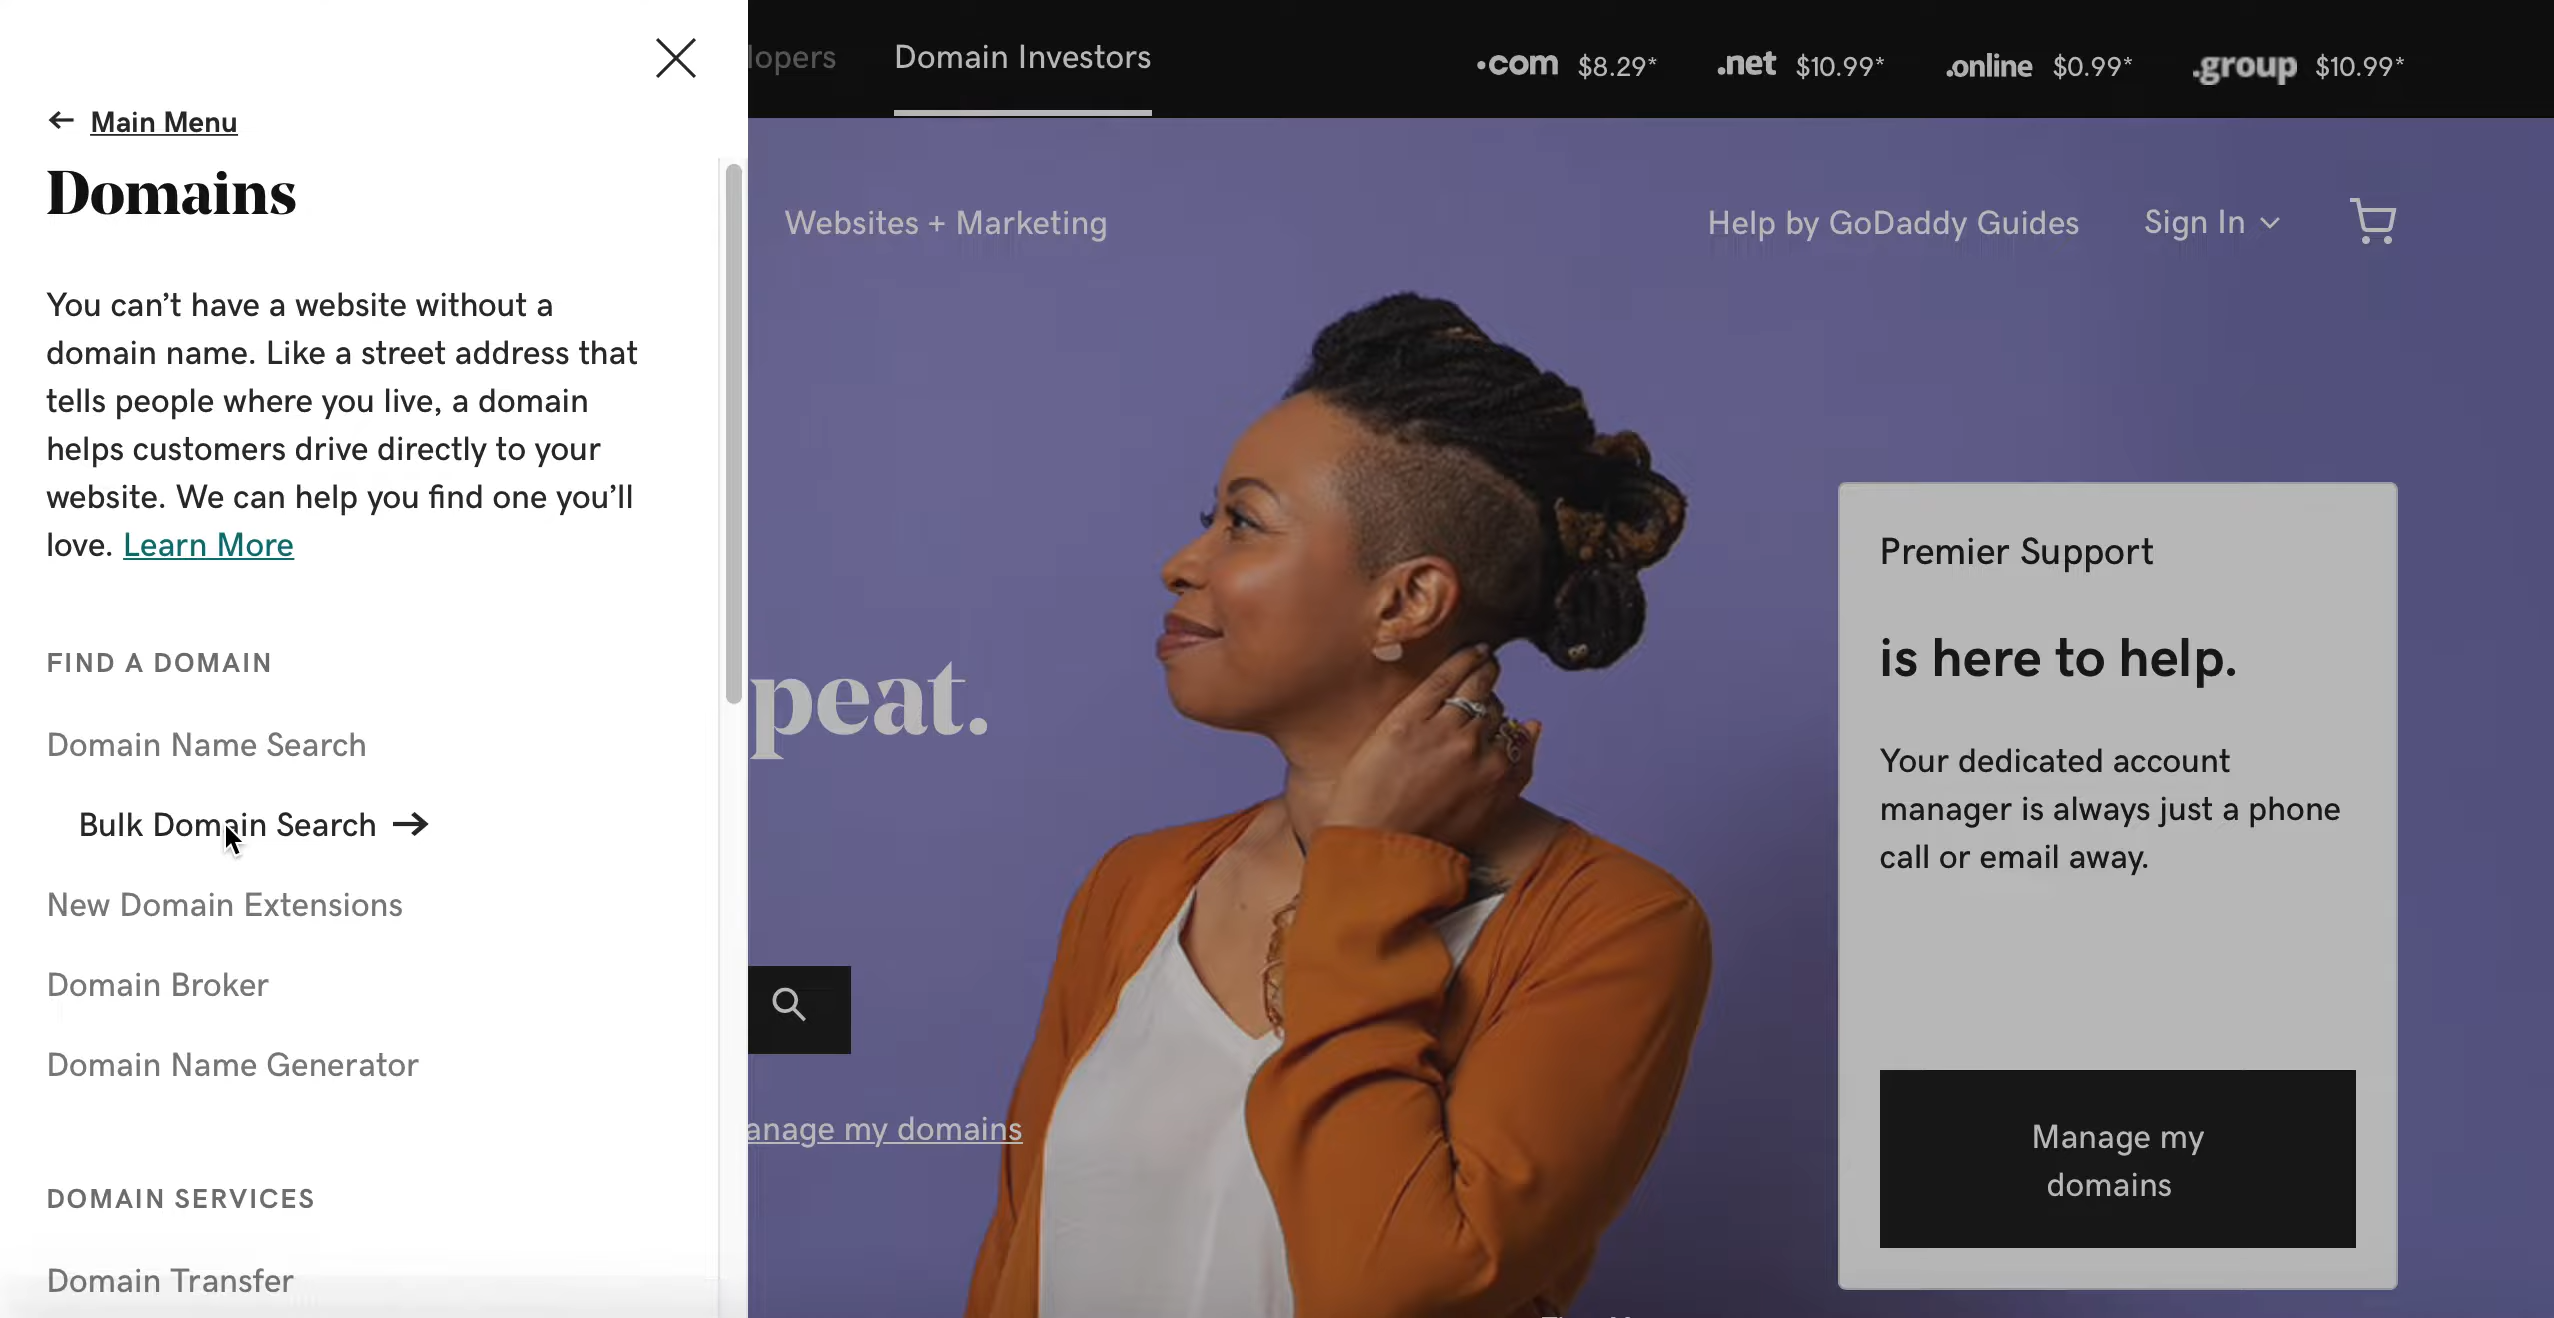 Main Menu
Domains
You can’t have a website without a
domain name. Like a street address that
tells people where you live, a domain
helps customers drive directly to your
website. We can help you find one you’ll
love. Learn More
FIND A DOMAIN
Domain Name Search
Bulk Domain Search
New Domain Extensions
Domain Broker
Domain Name Generator
DOMAIN SERVICES
Domain Transfer
lopers
Domain Investors
.com $8.29*
.net $10.99*
.online $0.99*
.group $10.99*
Websites + Marketing
Help by GoDaddy Guides
Sign In
peat.
anage my domains
Premier Support
is here to help.
Your dedicated account
manager is always just a phone
call or email away.
Manage my
domains